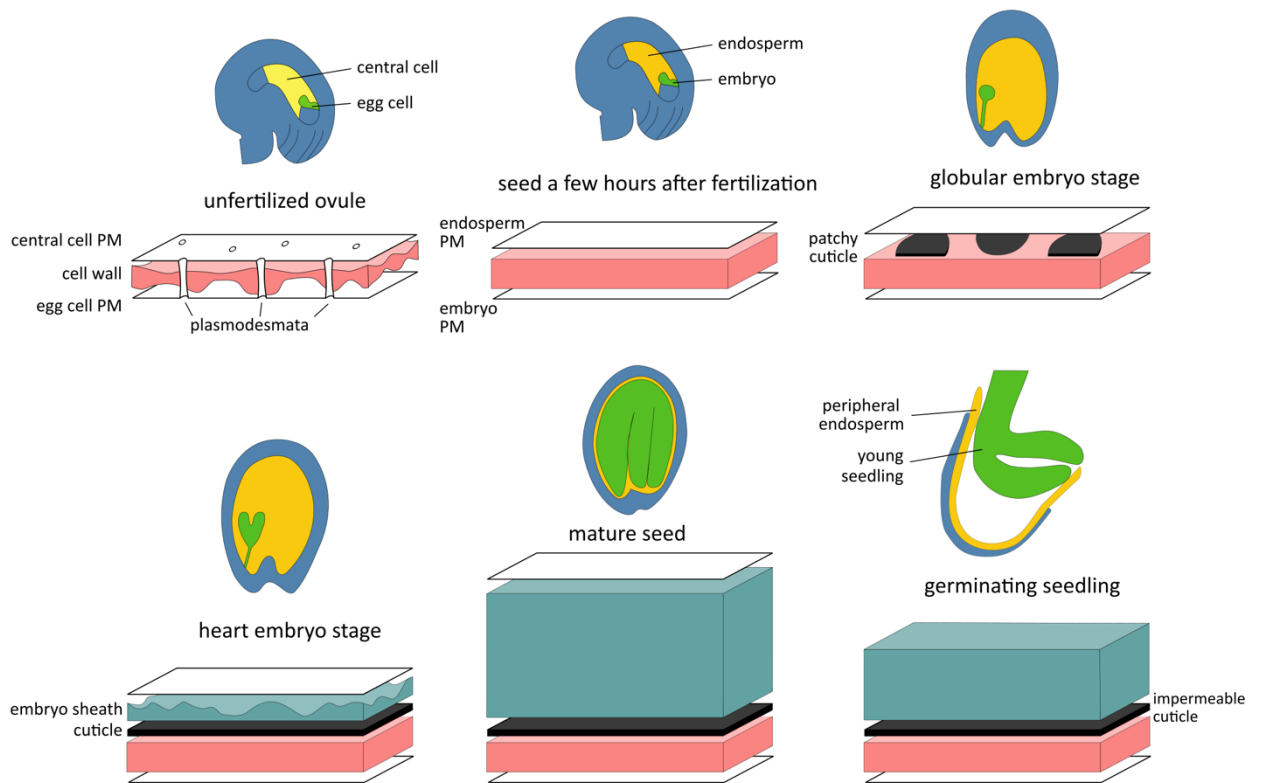 central cell
egg cell
unfertilized ovule
central cell PM
cell wall
egg cell PM
plasmodesmata
endosperm
embryo
seed a few hours after fertilization
endosperm
PM
embryo
PM
globular embryo stage
patchy
cuticle
heart embryo stage
embryo sheath
cuticle
mature seed
peripheral
endosperm
young
seedling
germinating seedling
impermeable
cuticle